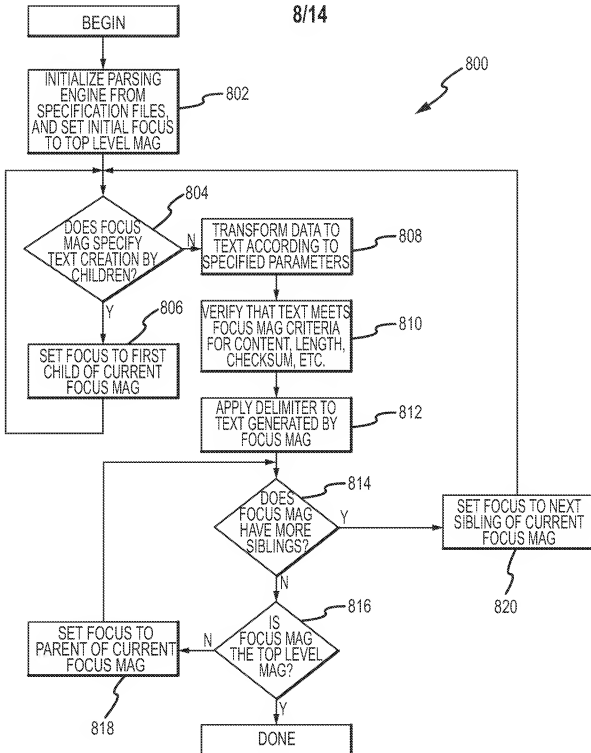 8/14
BEGIN
800
INITIALIZE PARSING
ENGINE FROM
SPECIFICATION FILES,
AND SET INITIAL FOCUS
TO TOP LEVEL MAG
802
804
DOES FOCUS
MAG SPECIFY
TEXT CREATION BY
CHILDREN?
N
Y
TRANSFORM DATA TO
TEXT ACCORDING TO
SPECIFIED PARAMETERS
808
806
SET FOCUS TO FIRST
CHILD OF CURRENT
FOCUS MAG
VERIFY THAT TEXT MEETS
FOCUS MAG CRITERIA
FOR CONTENT, LENGTH,
CHECKSUM, ETC.
810
APPLY DELIMITER TO
TEXT GENERATED BY
FOCUS MAG
812
814
DOES
FOCUS MAG
HAVE MORE
SIBLINGS?
Y
N
SET FOCUS TO NEXT
SIBLING OF CURRENT
FOCUS MAG
820
816
IS
FOCUS MAG
THE TOP LEVEL
MAG?
N
Y
SET FOCUS TO
PARENT OF CURRENT
FOCUS MAG
818
DONE